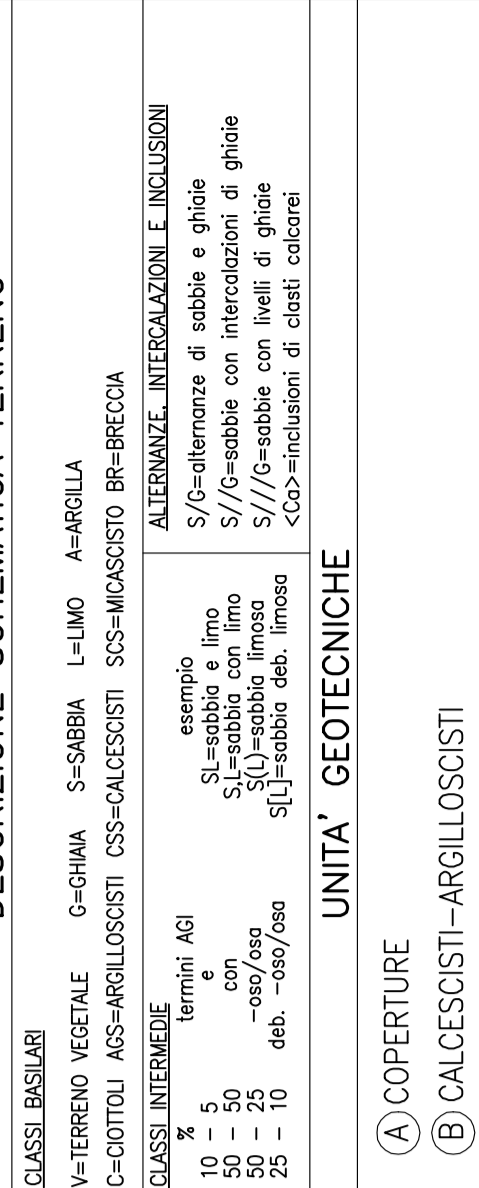 CLASSI BASILARI
V=TERRENO VEGETALE G=GHIAIA S=SABBIA L=LIMO A=ARGILLA
C=CIOTTOLI AGS=ARGILLOSCISTI CSS=CALCESCISTI SCS=MICASCISTO BR=BRECCIA
CLASSI INTERMEDIE
% termini AGI esempio
10 - 5 e SL=sabbia e limo
50 - 50 con S,L=sabbia con limo
50 - 25 -oso/osa S(L)=sabbia limosa
25 - 10 deb. -oso/osa S[L]=sabbia deb. limosa
ALTERNANZE, INTERCALAZIONI E INCLUSIONI
S/G=alternanze di sabbie e ghiaie
S//G=sabbie con intercalazioni di ghiaie
S///G=sabbie con livelli di ghiaie
<Ca>=inclusioni di clasti calcarei
UNITA' GEOTECNICHE
A COPERTURE
B CALCESCISTI-ARGILLOSCISTI